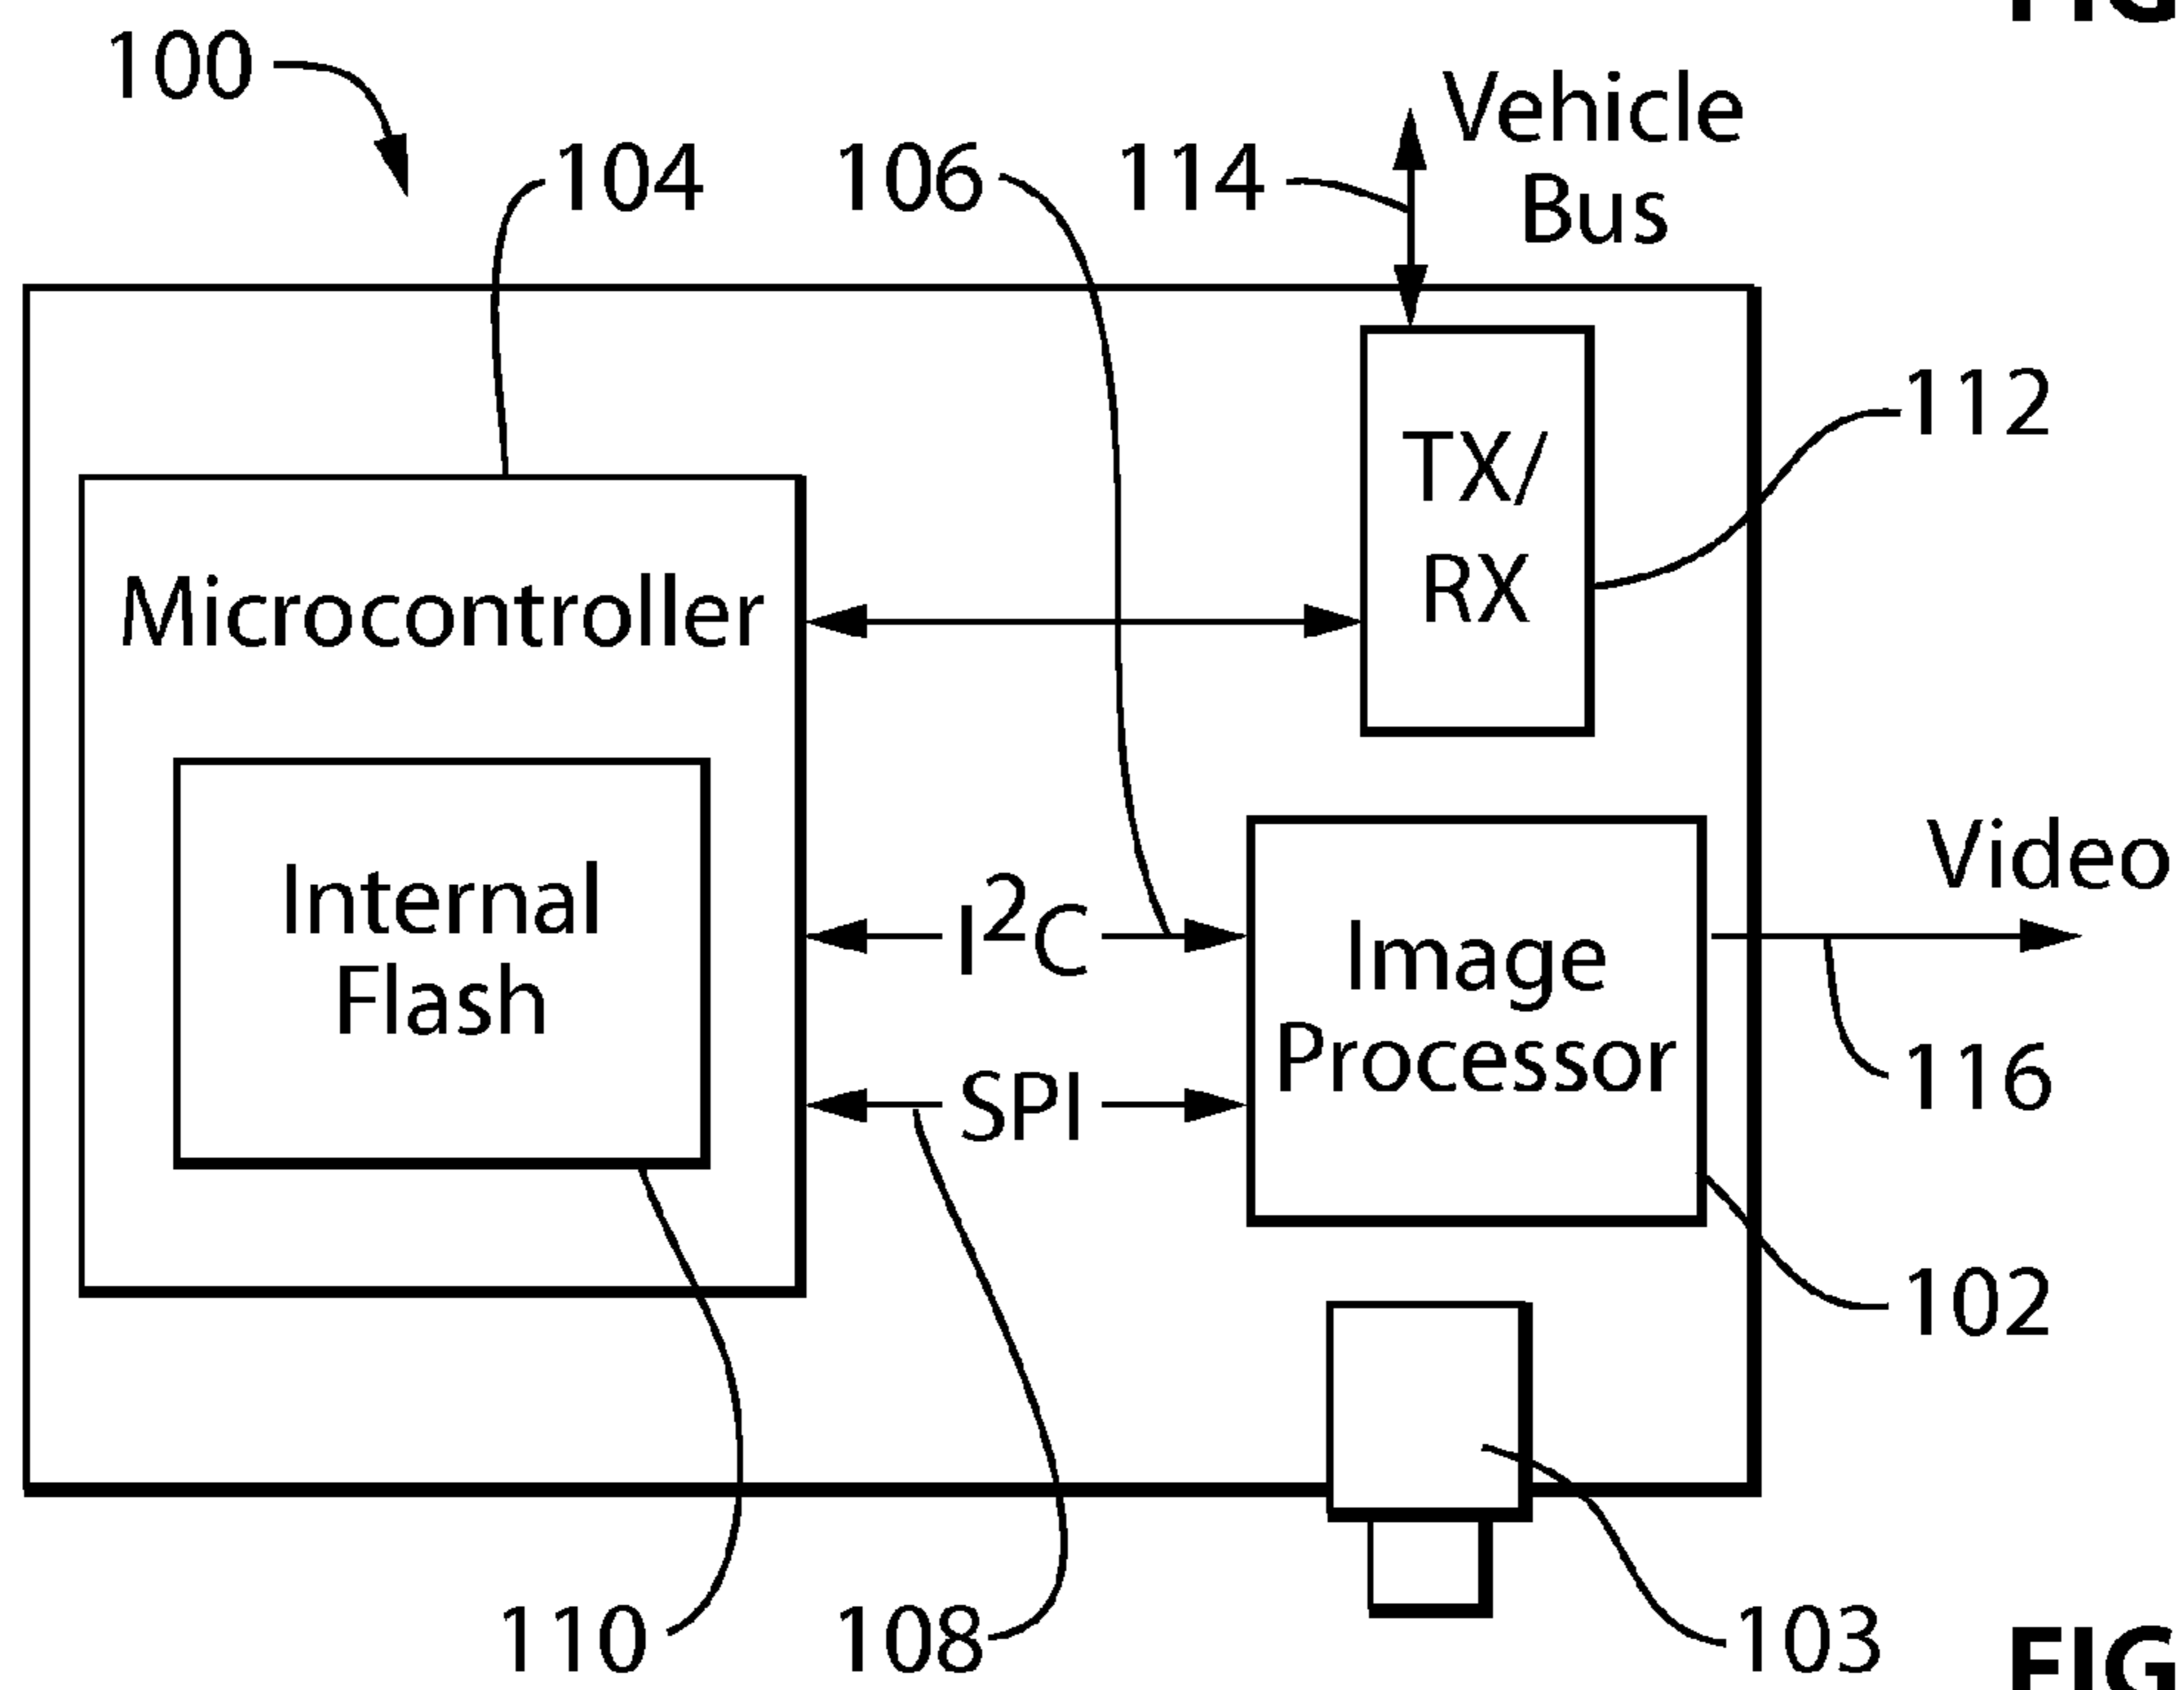 FIG
100
Vehicle
Bus
104
106
114
112
TX/
RX
Microcontroller
Video
Internal
Flash
I²C
Image
Processor
SPI
116
102
110
108
103
FIG